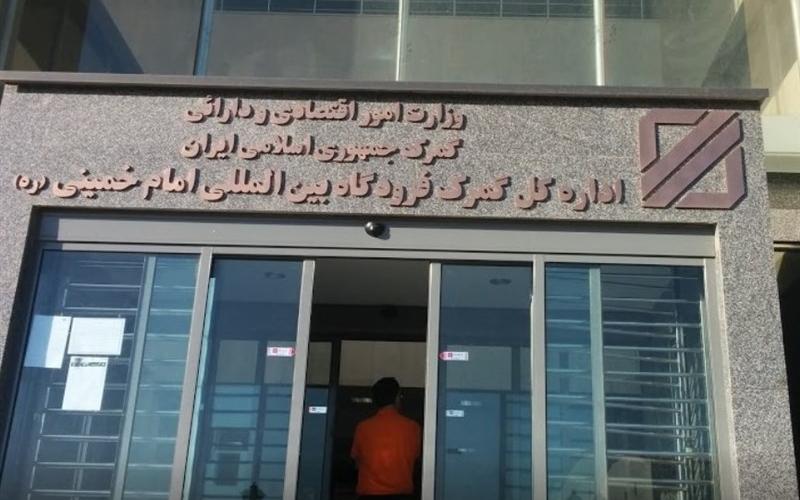 وزارت امور اقتصادی و دارائی
گمرک جمهوری اسلامی ایران
اداره کل گمرک فرودگاه بین المللی امام خمینی (ره)